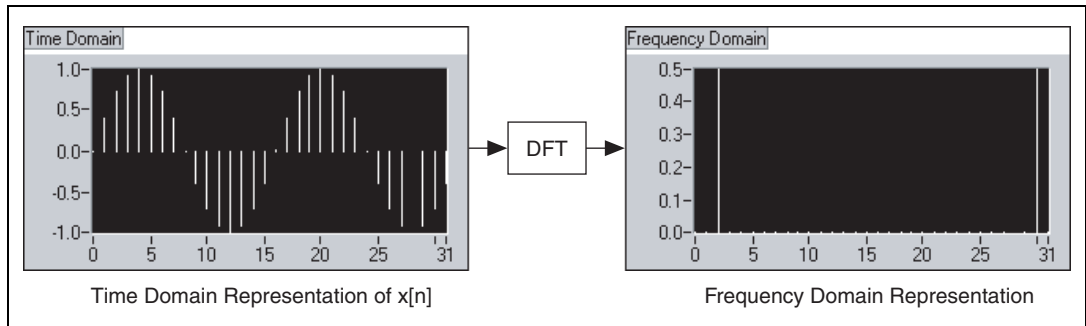 Time Domain
1.0
0.5
0.0
-0.5
-1.0
0 5 10 15 20 25 31
Time Domain Representation of x[n]
DFT
Frequency Domain
0.5
0.4
0.3
0.2
0.1
0.0
0 5 10 15 20 25 31
Frequency Domain Representation